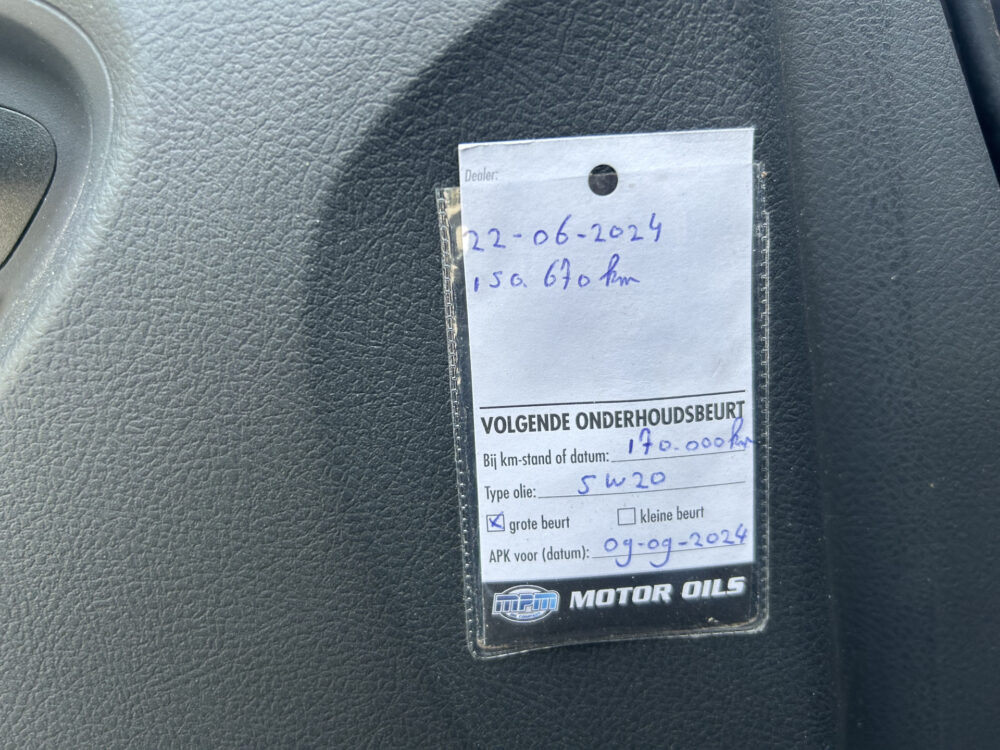 Dealer:
22-06-2024
150.670 km
VOLGENDE ONDERHOUDSBEURT
Bij km-stand of datum: 170.000 km
Type olie: 5W20
☒ grote beurt ☐ kleine beurt
APK voor (datum): 09-09-2024
MPM MOTOR OILS